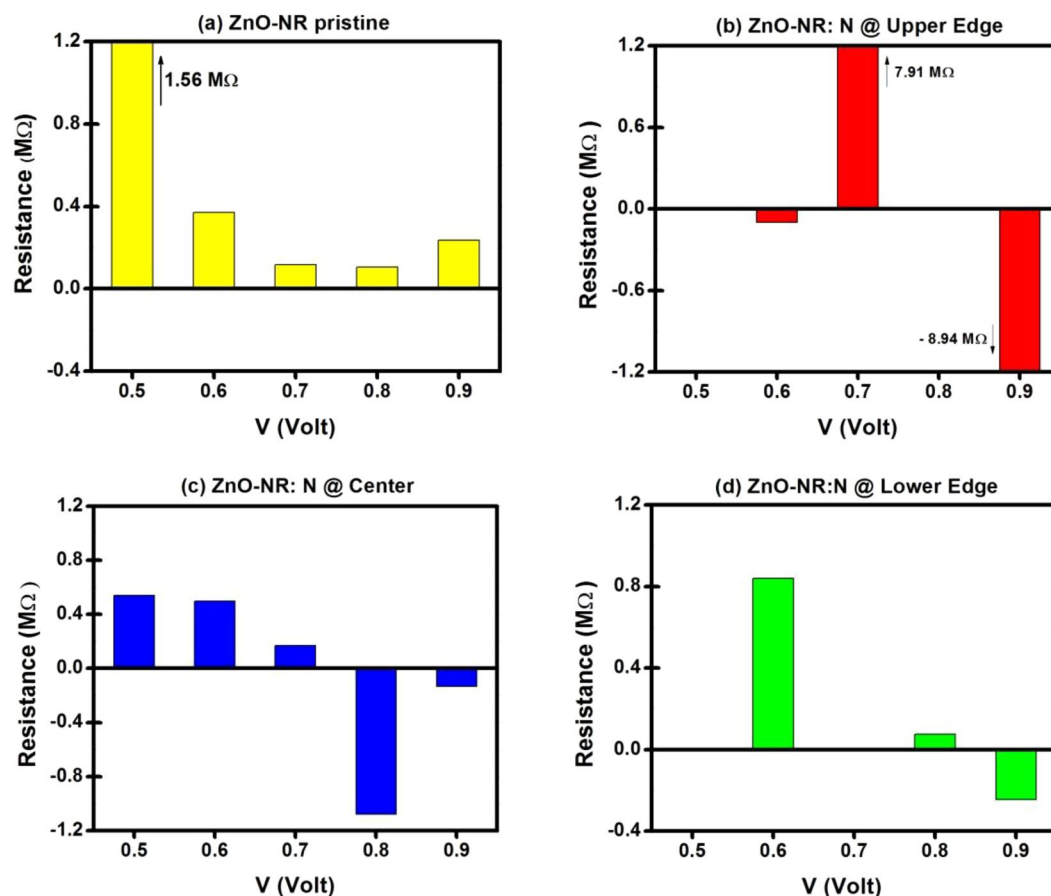 (a) ZnO-NR pristine
1.2
0.8
0.4
0.0
-0.4
Resistance (MΩ)
1.56 MΩ
0.5 0.6 0.7 0.8 0.9
V (Volt)
(b) ZnO-NR: N @ Upper Edge
1.2
0.6
0.0
-0.6
-1.2
Resistance (MΩ)
7.91 MΩ
- 8.94 MΩ
0.5 0.6 0.7 0.8 0.9
V (Volt)
(c) ZnO-NR: N @ Center
1.2
0.8
0.4
0.0
-0.4
-0.8
-1.2
Resistance (MΩ)
0.5 0.6 0.7 0.8 0.9
V (Volt)
(d) ZnO-NR:N @ Lower Edge
1.2
0.8
0.4
0.0
-0.4
Resistance (MΩ)
0.5 0.6 0.7 0.8 0.9
V (Volt)